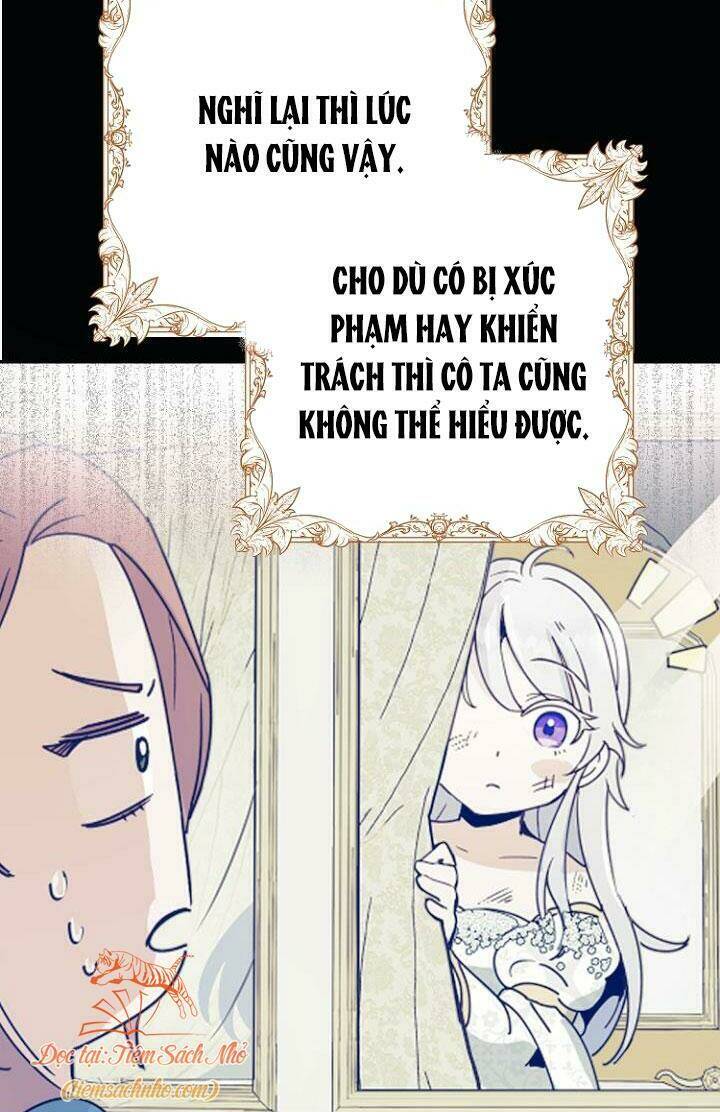 NGHĨ LẠI THÌ LÚC
NÀO CŨNG VẬY.
CHO DÙ CÓ BỊ XÚC
PHẠM HAY KHIỂN
TRÁCH THÌ CÔ TA CŨNG
KHÔNG THỂ HIỂU ĐƯỢC.
Đọc tại: Tiệm Sách Nhỏ
(tiemsachnho.com)